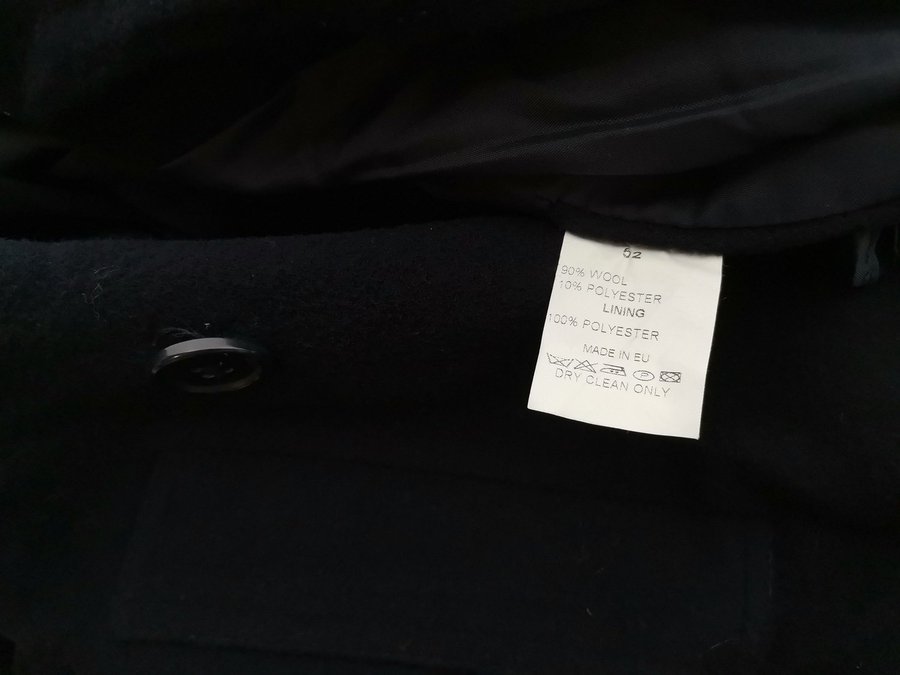 52
90% WOOL
10% POLYESTER
LINING
100% POLYESTER
MADE IN EU
DRY CLEAN ONLY